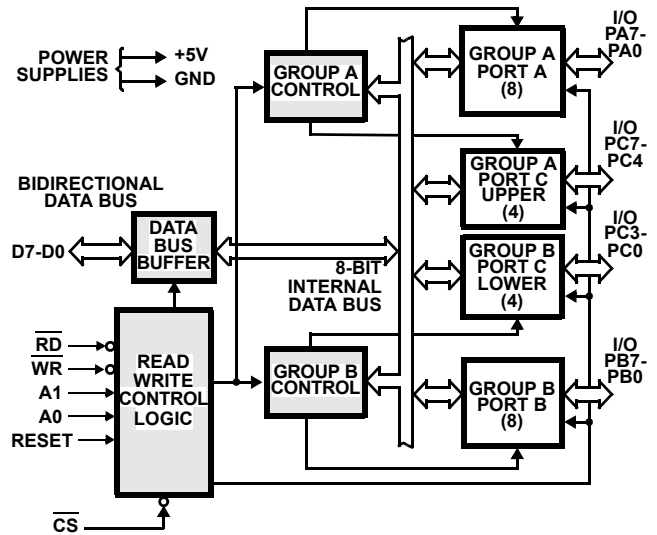 POWER
SUPPLIES
+5V
GND
GROUP A
CONTROL
GROUP A
PORT A
(8)
I/O
PA7-
PA0
GROUP A
PORT C
UPPER
(4)
I/O
PC7-
PC4
BIDIRECTIONAL
DATA BUS
D7-D0
DATA
BUS
BUFFER
8-BIT
INTERNAL
DATA BUS
GROUP B
PORT C
LOWER
(4)
I/O
PC3-
PC0
RD
WR
A1
A0
RESET
READ
WRITE
CONTROL
LOGIC
GROUP B
CONTROL
GROUP B
PORT B
(8)
I/O
PB7-
PB0
CS